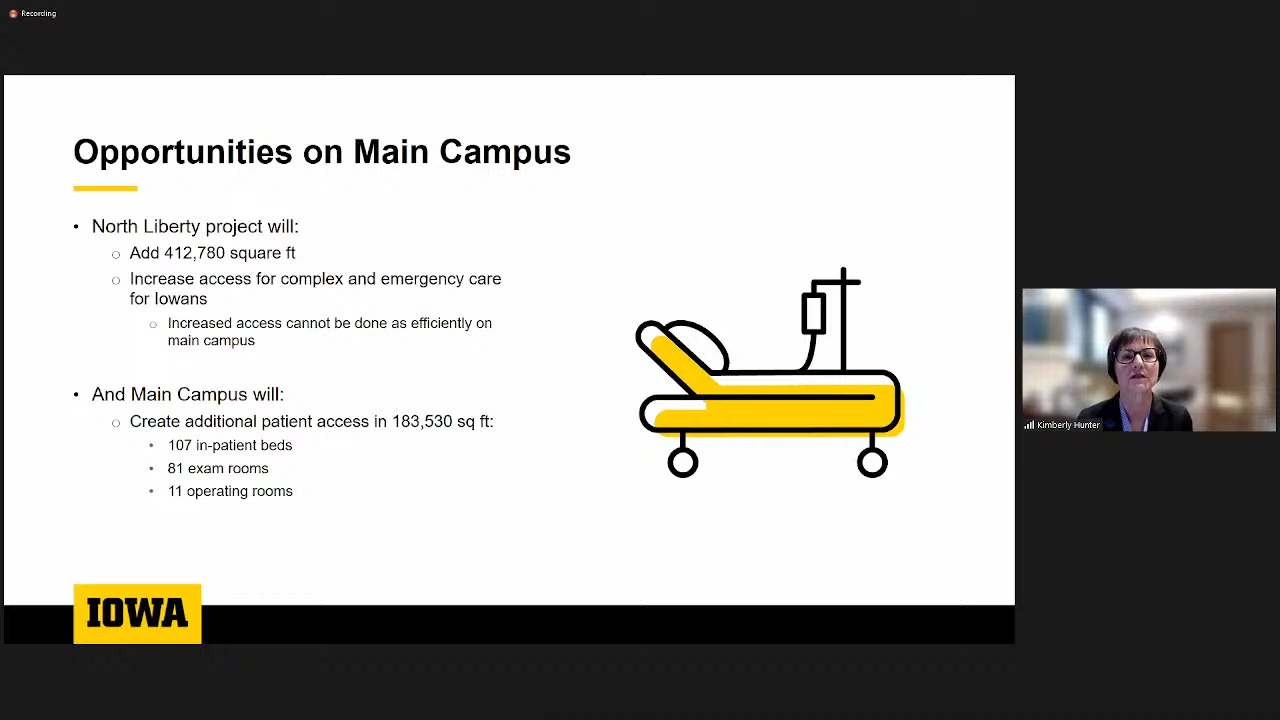 Recording
Opportunities on Main Campus
• North Liberty project will:
o Add 412,780 square ft
o Increase access for complex and emergency care
for Iowans
o Increased access cannot be done as efficiently on
main campus
• And Main Campus will:
o Create additional patient access in 183,530 sq ft:
• 107 in-patient beds
• 81 exam rooms
• 11 operating rooms
Kimberly Hunter
IOWA